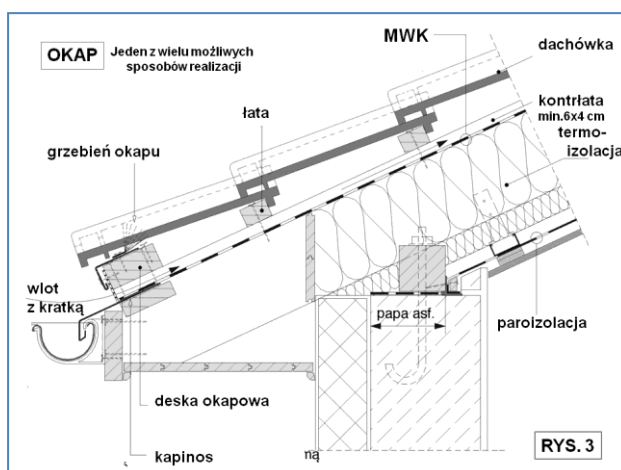 OKAP
Jeden z wielu możliwych
sposobów realizacji
MWK
dachówka
kontrłata
min.6x4 cm
termo-
izolacja
łata
grzebień okapu
wlot
z kratką
papa asf.
paroizolacja
deska okapowa
kapinos
ną
RYS. 3